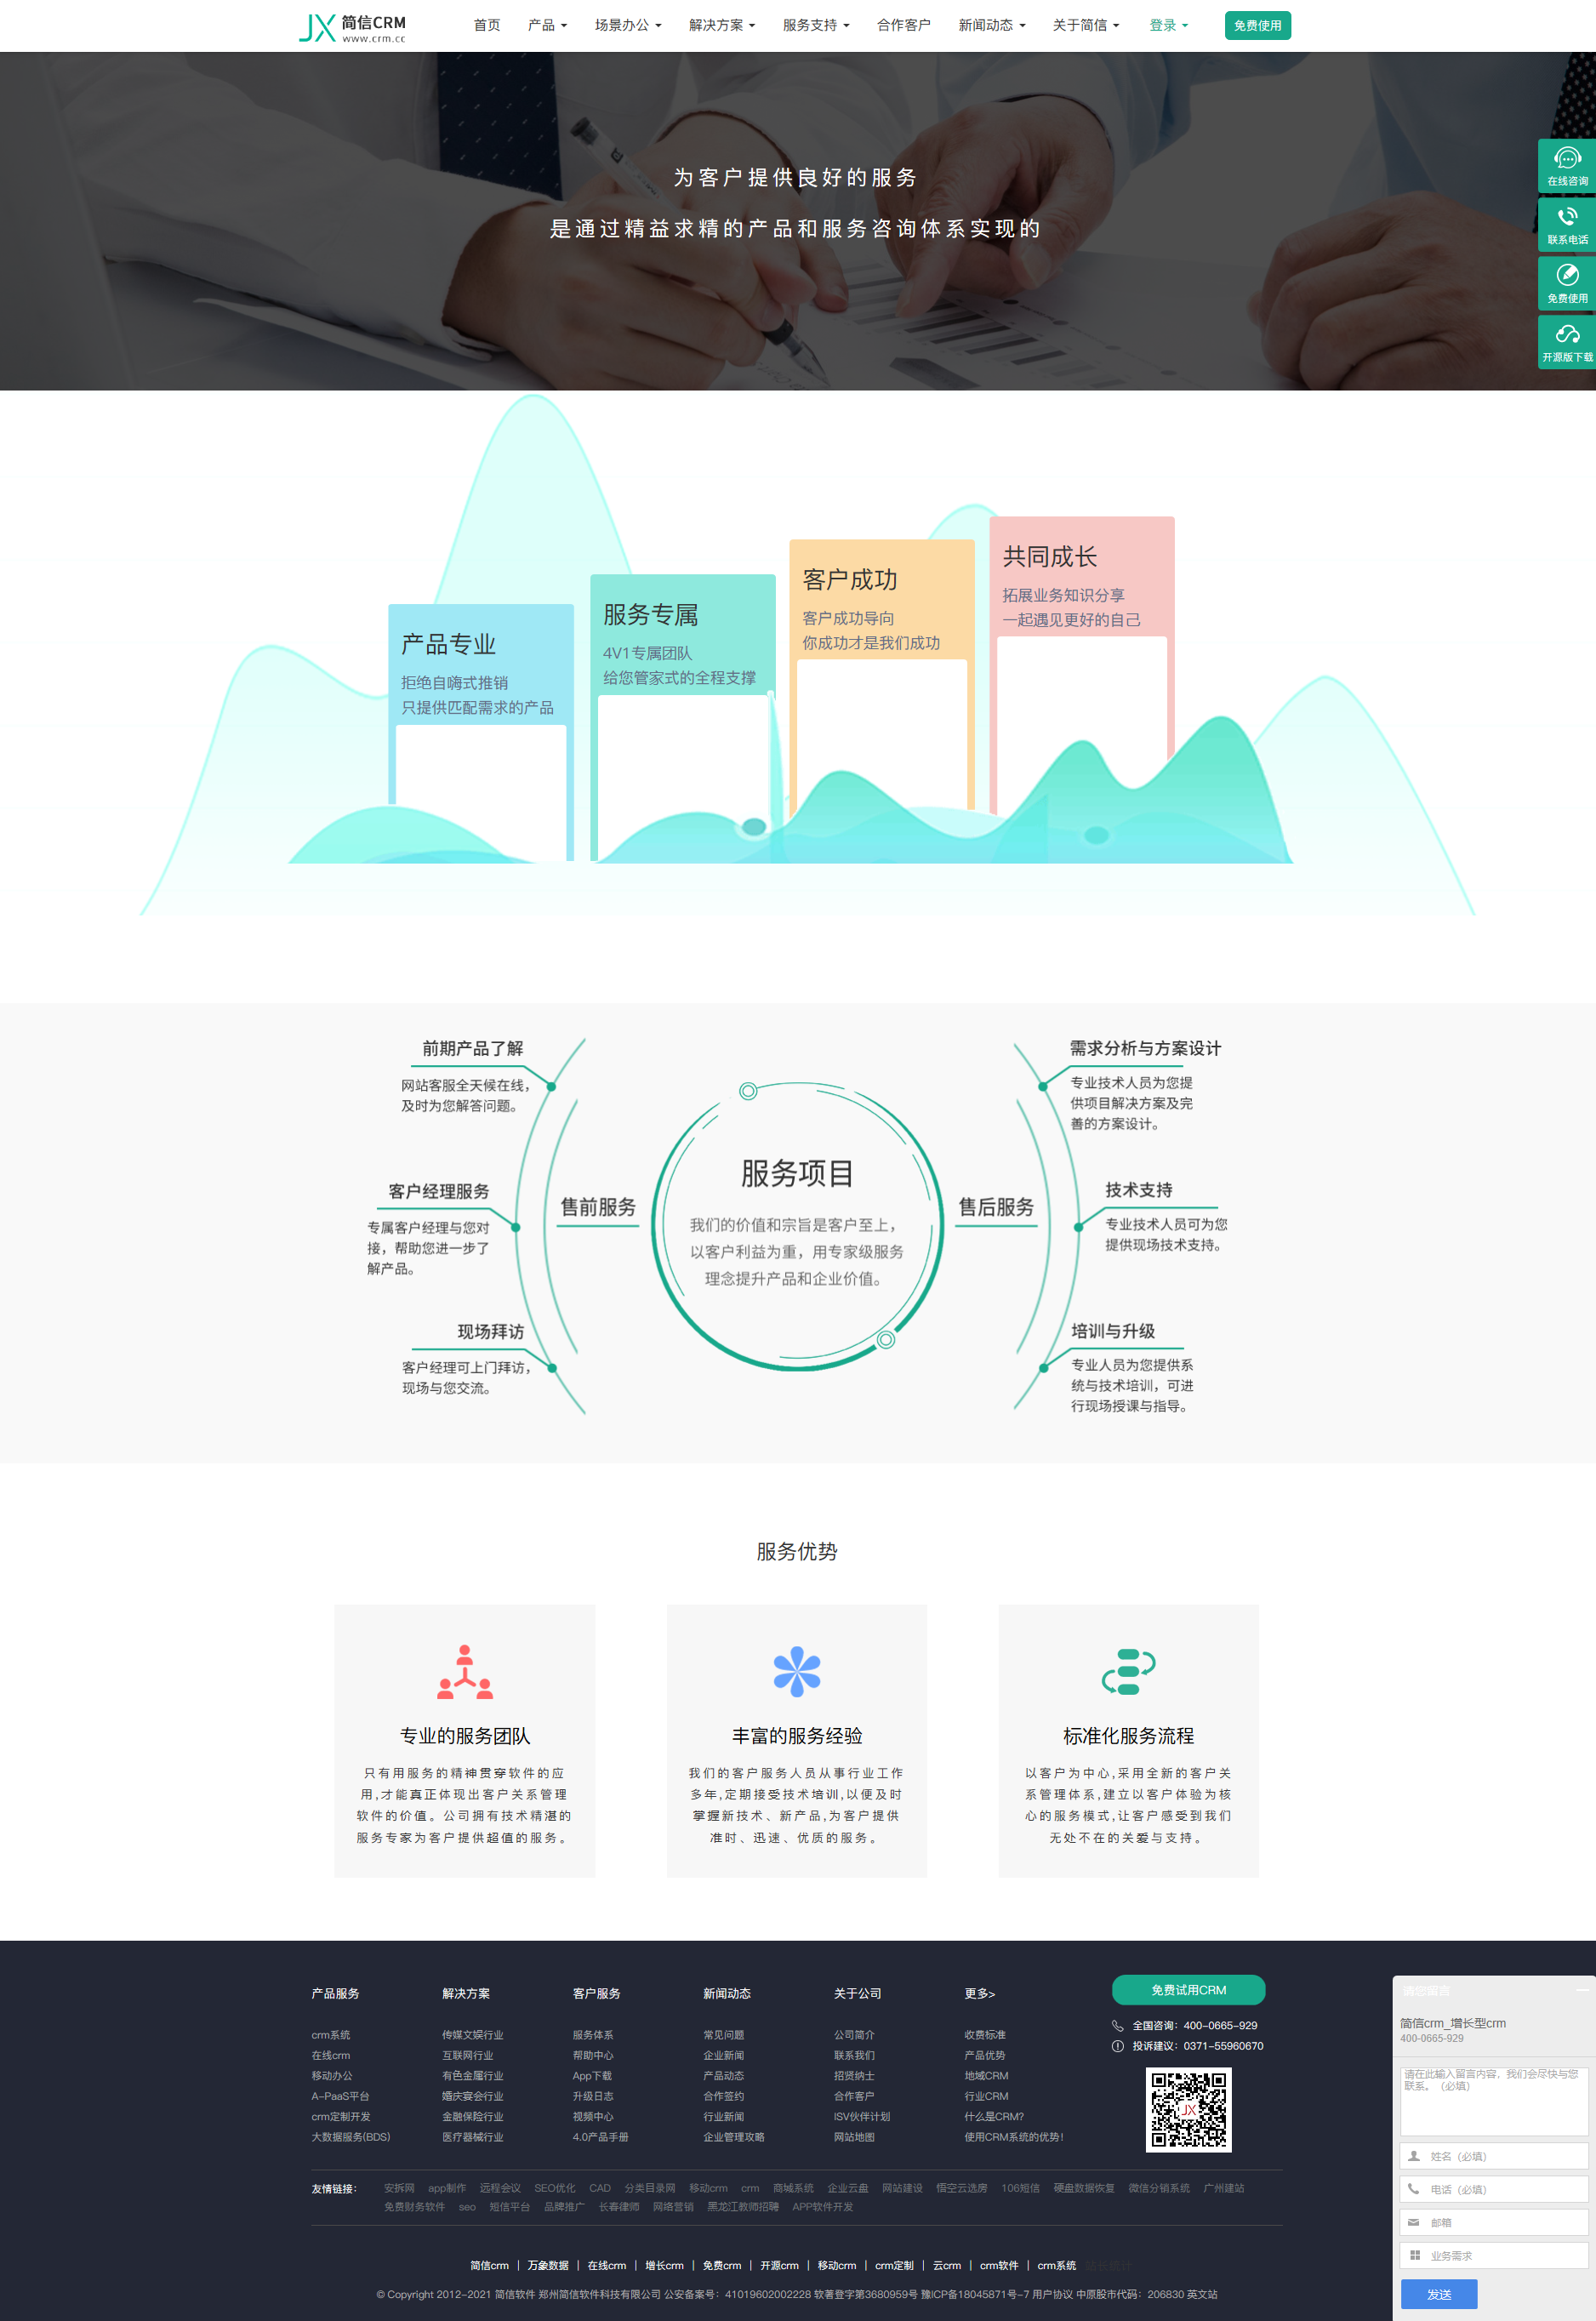 JX 简信CRM
www.crm.cc
首页 产品 场景办公 解决方案 服务支持 合作客户 新闻动态 关于简信 登录 免费使用
为客户提供良好的服务
是通过精益求精的产品和服务咨询体系实现的
在线咨询
联系电话
免费使用
开源版下载
产品专业
拒绝自嗨式推销
只提供匹配需求的产品
服务专属
4V1专属团队
给您管家式的全程支撑
客户成功
客户成功导向
你成功才是我们成功
共同成长
拓展业务知识分享
一起遇见更好的自己
前期产品了解
网站客服全天候在线，
及时为您解答问题。
客户经理服务
专属客户经理与您对
接，帮助您进一步了
解产品。
现场拜访
客户经理可上门拜访，
现场与您交流。
售前服务
服务项目
我们的价值和宗旨是客户至上，
以客户利益为重，用专家级服务
理念提升产品和企业价值。
售后服务
需求分析与方案设计
专业技术人员为您提
供项目解决方案及完
善的方案设计。
技术支持
专业技术人员可为您
提供现场技术支持。
培训与升级
专业人员为您提供系
统与技术培训，可进
行现场授课与指导。
服务优势
专业的服务团队
只有用服务的精神贯穿软件的应
用,才能真正体现出客户关系管理
软件的价值。公司拥有技术精湛的
服务专家为客户提供超值的服务。
丰富的服务经验
我们的客户服务人员从事行业工作
多年,定期接受技术培训,以便及时
掌握新技术、新产品,为客户提供
准时、迅速、优质的服务。
标准化服务流程
以客户为中心,采用全新的客户关
系管理体系,建立以客户体验为核
心的服务模式,让客户感受到我们
无处不在的关爱与支持。
产品服务
crm系统
在线crm
移动办公
A-PaaS平台
crm定制开发
大数据服务(BDS)
解决方案
传媒文娱行业
互联网行业
有色金属行业
婚庆宴会行业
金融保险行业
医疗器械行业
客户服务
服务体系
帮助中心
App下载
升级日志
视频中心
4.0产品手册
新闻动态
常见问题
企业新闻
产品动态
合作签约
行业新闻
企业管理攻略
关于公司
公司简介
联系我们
招贤纳士
合作客户
ISV伙伴计划
网站地图
更多>
收费标准
产品优势
地域CRM
行业CRM
什么是CRM?
使用CRM系统的优势!
免费试用CRM
全国咨询：400-0665-929
投诉建议：0371-55960670
JX
友情链接： 安拆网 app制作 远程会议 SEO优化 CAD 分类目录网 移动crm crm 商城系统 企业云盘 网站建设 悟空云选房 106短信 硬盘数据恢复 微信分销系统 广州建站
免费财务软件 seo 短信平台 品牌推广 长春律师 网络营销 黑龙江教师招聘 APP软件开发
简信crm | 万象数据 | 在线crm | 增长crm | 免费crm | 开源crm | 移动crm | crm定制 | 云crm | crm软件 | crm系统
© Copyright 2012-2021 简信软件 郑州简信软件科技有限公司 公安备案号：41019602002228 软著登字第3680959号 豫ICP备18045871号-7 用户协议 中原股市代码：206830 英文站
请您留言
简信crm_增长型crm
400-0665-929
请在此输入留言内容，我们会尽快与您
联系。（必填）
姓名（必填）
电话（必填）
邮箱
业务需求
发送